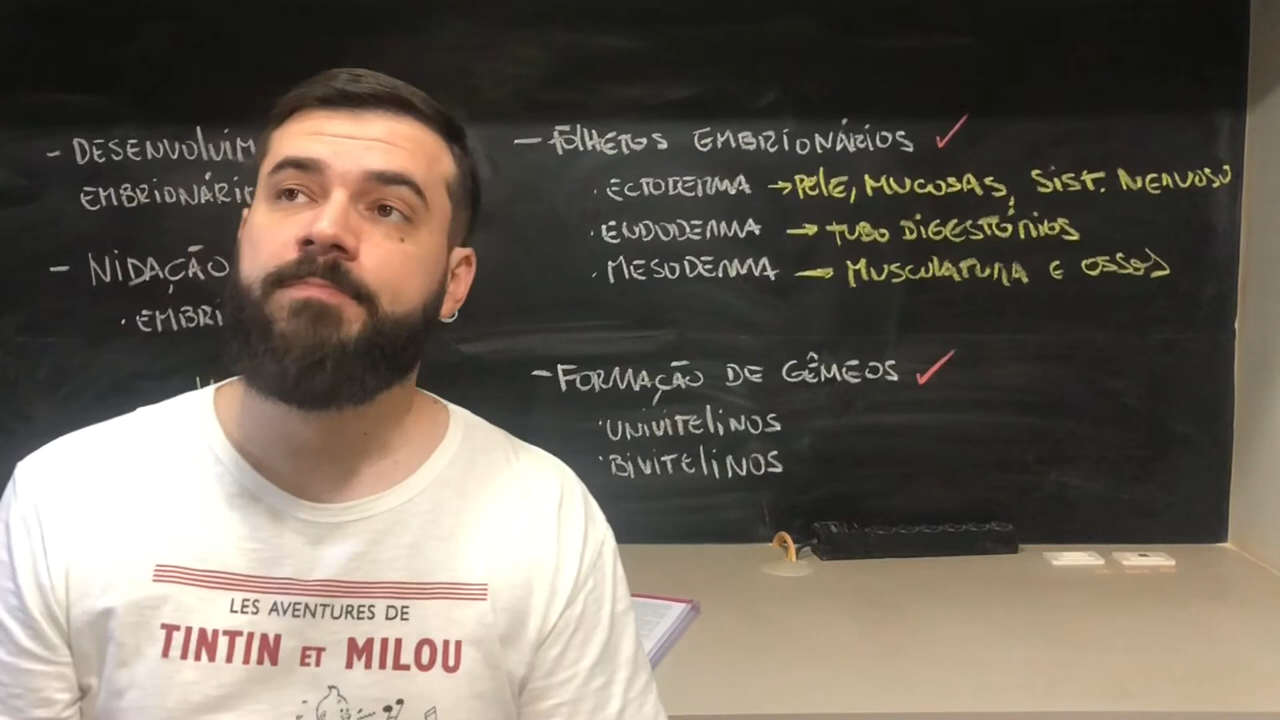 - DESENVOLVIM
EMBRIONÁRI
- NIDAÇÃO
· EMBRI
- FOLHETOS EMBRIONÁRIOS ✓
· ECTODERMA → PELE, MUCOSAS, SIST. NERVOSO
· ENDODERMA → TUBO DIGESTÓRIOS
· MESODERMA → MUSCULATURA E OSSOS
- FORMAÇÃO DE GÊMEOS ✓
· UNIVITELINOS
· BIVITELINOS
LES AVENTURES DE
TINTIN ET MILOU